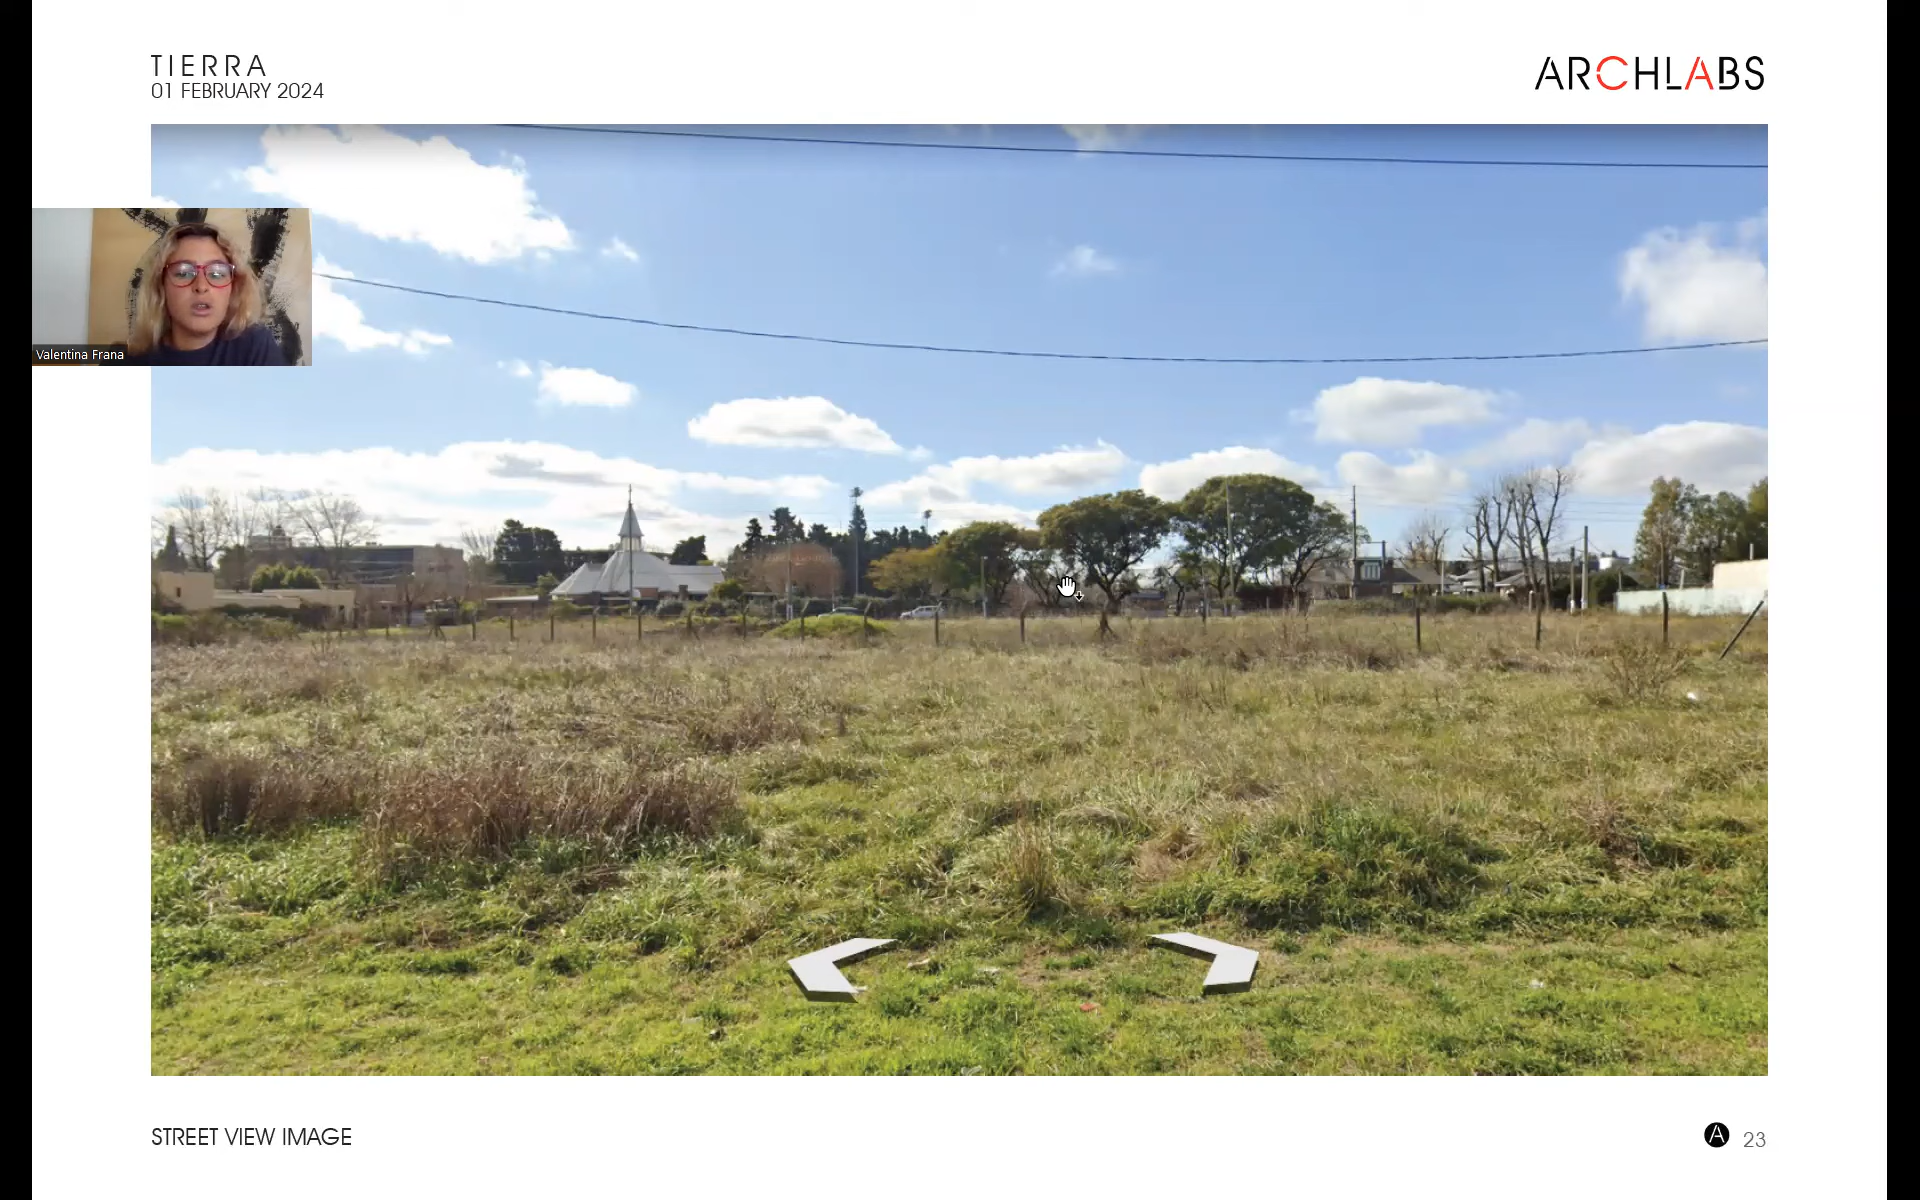 TIERRA
01 FEBRUARY 2024
ARCHLABS
Valentina Frana
STREET VIEW IMAGE
A 23